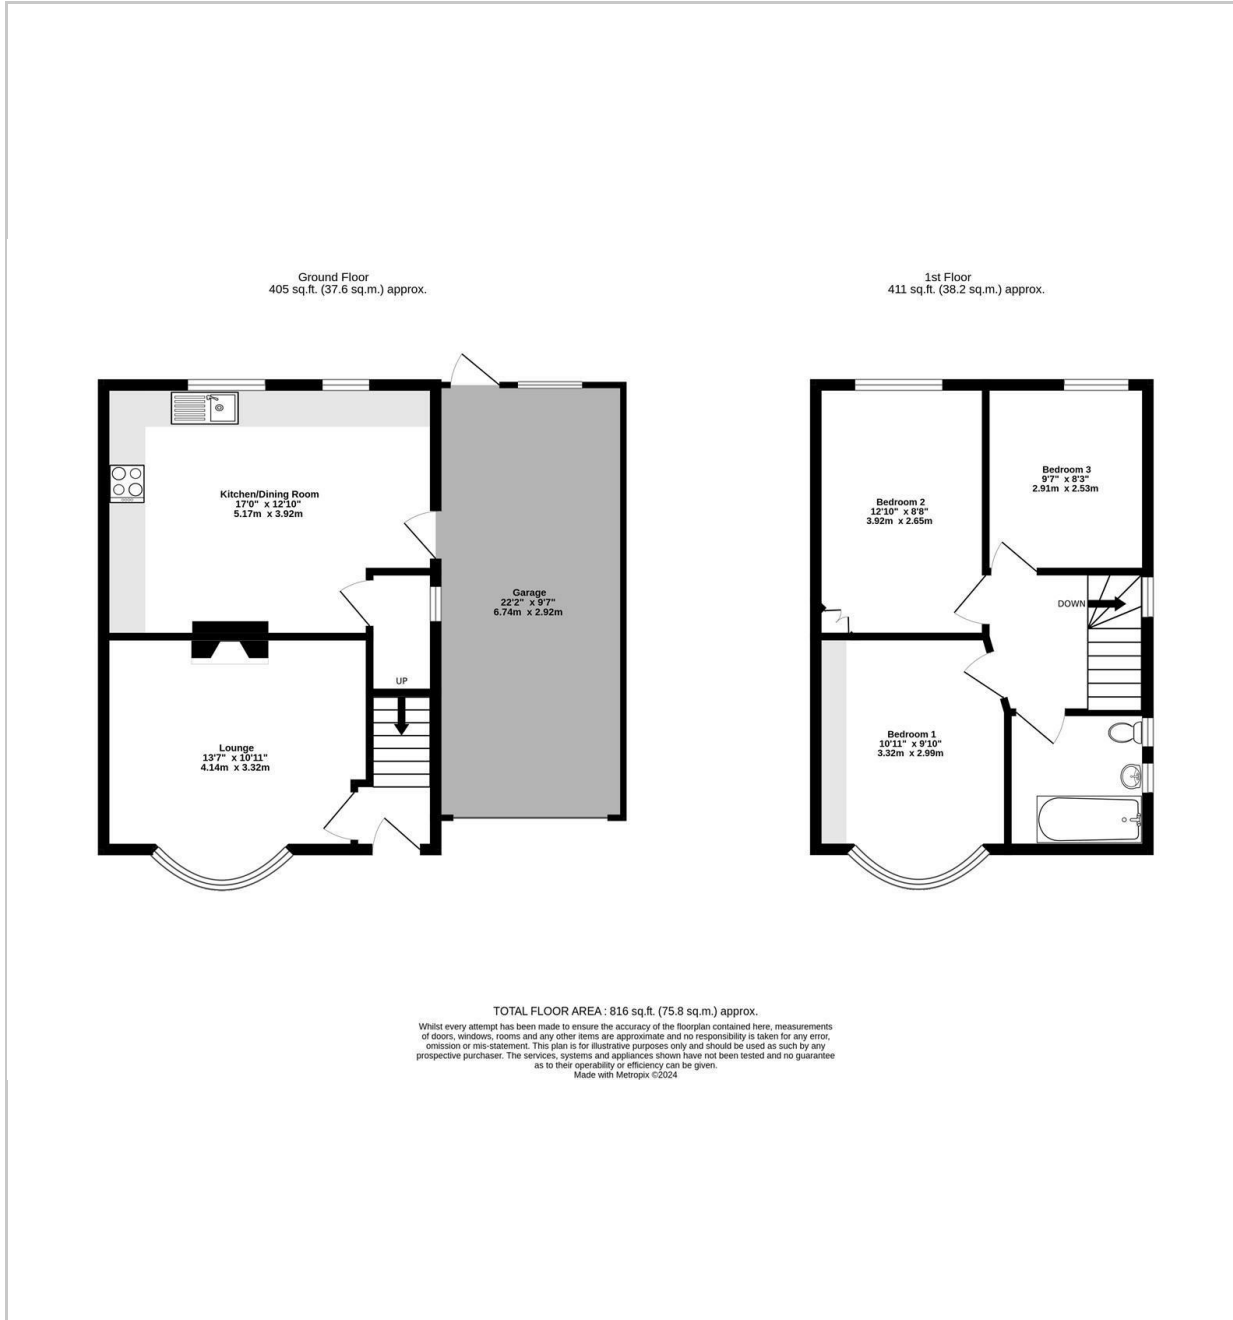 Ground Floor
405 sq.ft. (37.6 sq.m.) approx.
1st Floor
411 sq.ft. (38.2 sq.m.) approx.
Kitchen/Dining Room
17'0" x 12'10"
5.17m x 3.92m
Garage
22'2" x 9'7"
6.74m x 2.92m
UP
Lounge
13'7" x 10'11"
4.14m x 3.32m
Bedroom 3
9'7" x 8'3"
2.91m x 2.53m
Bedroom 2
12'10" x 8'8"
3.92m x 2.65m
DOWN
Bedroom 1
10'11" x 9'10"
3.32m x 2.99m
TOTAL FLOOR AREA : 816 sq.ft. (75.8 sq.m.) approx.
Whilst every attempt has been made to ensure the accuracy of the floorplan contained here, measurements
of doors, windows, rooms and any other items are approximate and no responsibility is taken for any error,
omission or mis-statement. This plan is for illustrative purposes only and should be used as such by any
prospective purchaser. The services, systems and appliances shown have not been tested and no guarantee
as to their operability or efficiency can be given.
Made with Metropix ©2024